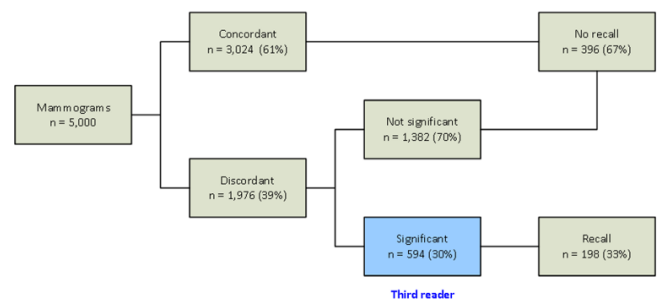 Mammograms
n = 5,000
Concordant
n = 3,024 (61%)
Discordant
n = 1,976 (39%)
Not significant
n = 1,382 (70%)
Significant
n = 594 (30%)
Third reader
No recall
n = 396 (67%)
Recall
n = 198 (33%)